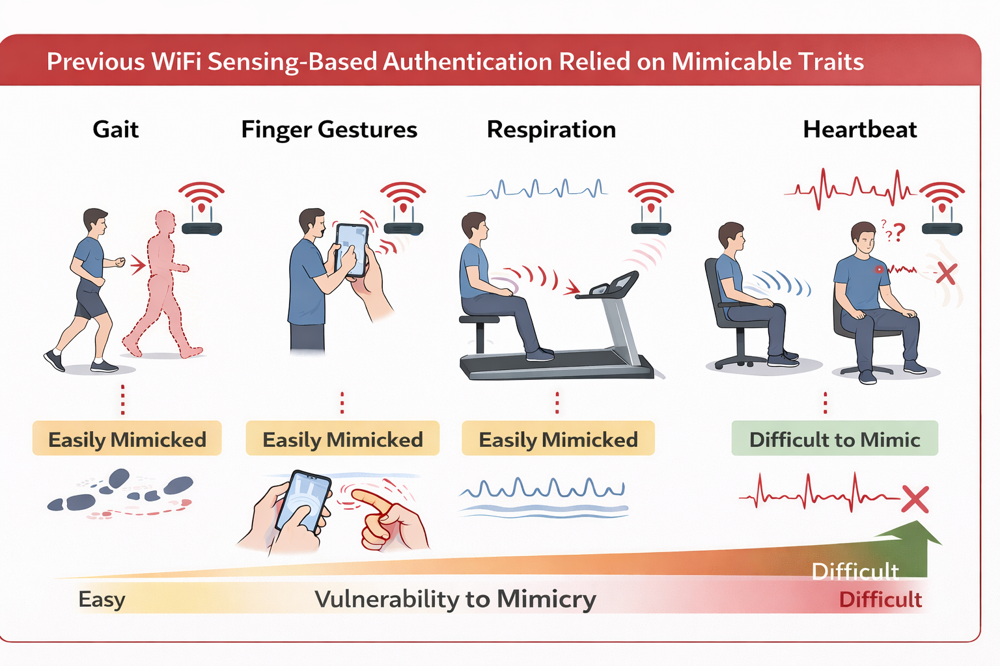 Previous WiFi Sensing-Based Authentication Relied on Mimicable Traits
Gait
Finger Gestures
Respiration
Heartbeat
? ? ??
Easily Mimicked
Easily Mimicked
Easily Mimicked
Difficult to Mimic
Difficult
Easy
Vulnerability to Mimicry
Difficult